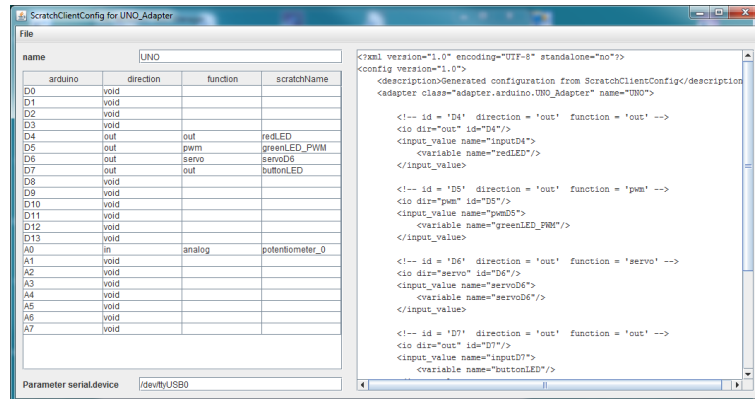 ScratchClientConfig for UNO_Adapter
File
name UNO
arduino direction function scratchName
D0 void
D1 void
D2 void
D3 void
D4 out out redLED
D5 out pwm greenLED_PWM
D6 out servo servoD6
D7 out out buttonLED
D8 void
D9 void
D10 void
D11 void
D12 void
D13 void
A0 in analog potentiometer_0
A1 void
A2 void
A3 void
A4 void
A5 void
A6 void
A7 void
Parameter serial.device /dev/ttyUSB0
<?xml version="1.0" encoding="UTF-8" standalone="no"?>
<config version="1.0">
<description>Generated configuration from ScratchClientConfig</description
<adapter class="adapter.arduino.UNO_Adapter" name="UNO">
<!-- id = 'D4' direction = 'out' function = 'out' -->
<io dir="out" id="D4"/>
<input_value name="inputD4">
<variable name="redLED"/>
</input_value>
<!-- id = 'D5' direction = 'out' function = 'pwm' -->
<io dir="pwm" id="D5"/>
<input_value name="pwmD5">
<variable name="greenLED_PWM"/>
</input_value>
<!-- id = 'D6' direction = 'out' function = 'servo' -->
<io dir="servo" id="D6"/>
<input_value name="servoD6">
<variable name="servoD6"/>
</input_value>
<!-- id = 'D7' direction = 'out' function = 'out' -->
<io dir="out" id="D7"/>
<input_value name="inputD7">
<variable name="buttonLED"/>